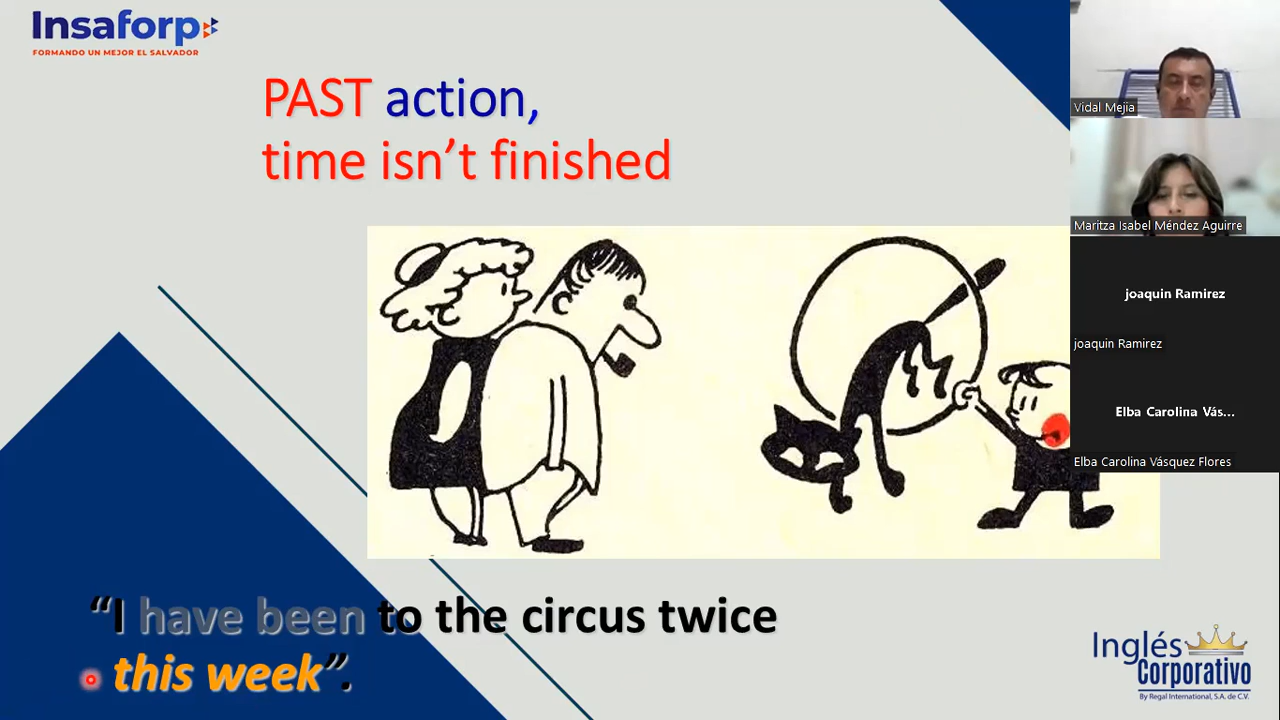 Insaforp
FORMANDO UN MEJOR EL SALVADOR
PAST action,
time isn’t finished
“I have been to the circus twice
this week”.
Vidal Mejia
Maritza Isabel Méndez Aguirre
joaquin Ramirez
joaquin Ramirez
Elba Carolina Vás...
Elba Carolina Vásquez Flores
Inglés
Corporativo
By Regal International, S.A. de C.V.